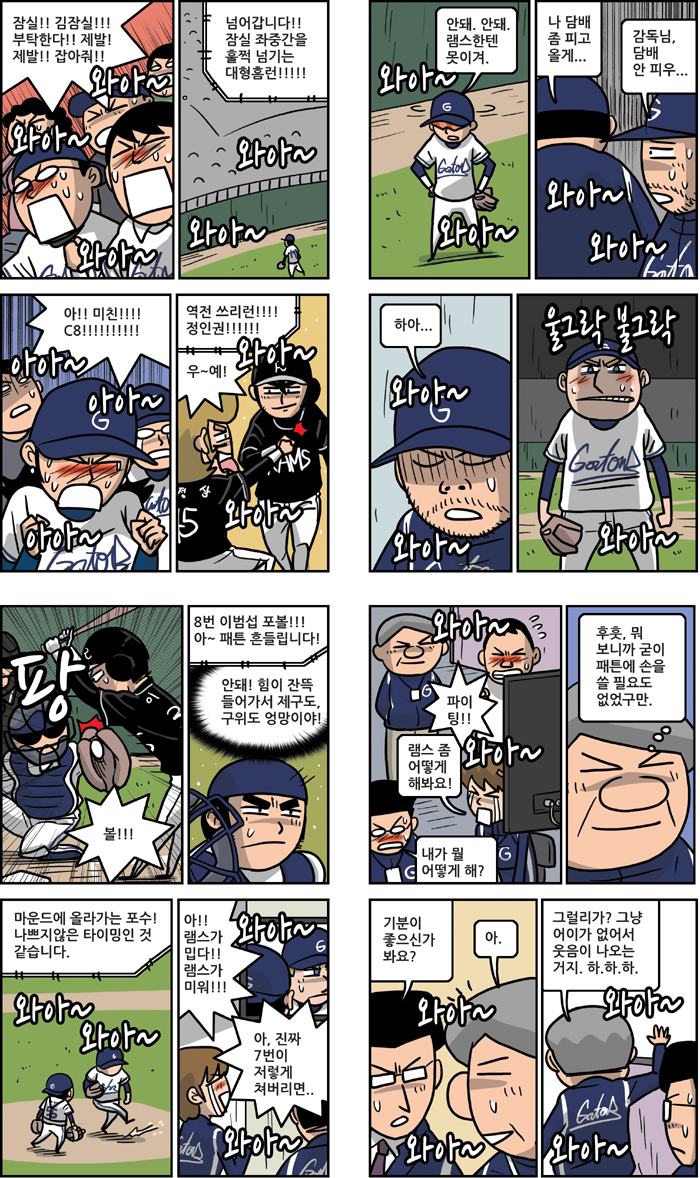 잠실!! 김잠실!!!
부탁한다!! 제발!
제발!! 잡아줘!!
와아~
와아~
와아~
넘어갑니다!!
잠실 좌중간을
훌쩍 넘기는
대형홈런!!!!!
와아~
와아~
아!! 미친!!!!
C8!!!!!!!!!!
아아~
아아~
아아~
G
역전 쓰리런!!!!
정인권!!!!!!
우~예!
와아~
와아~
RAMS
정삼
5
안돼. 안돼.
램스한텐
못이겨.
와아~
와아~
G
Gators
나 담배
좀 피고
올게...
감독님,
담배
안 피우...
와아~
와아~
G
하아...
와아~
와아~
G
울그락 불그락
Gators
와아~
팡
볼!!!
8번 이범섭 포볼!!!
아~ 패튼 흔들립니다!
안돼! 힘이 잔뜩
들어가서 제구도,
구위도 엉망이야!
마운드에 올라가는 포수!
나쁘지않은 타이밍인 것
같습니다.
와아~
와아~
아!!
램스가
밉다!!
램스가
미워!!!
와아~
G
아, 진짜
7번이
저렇게
쳐버리면..
와아~
Gators
와아~
G
파이
팅!!
와아~
램스 좀
어떻게
해봐요!
G
내가 뭘
어떻게 해?
후훗, 뭐
보니까 굳이
패튼에 손을
쓸 필요도
없었구만.
기분이
좋으신가
봐요?
아.
와아~
와아~
그럴리가? 그냥
어이가 없어서
웃음이 나오는
거지. 하.하.하.
와아~
Gators
와아~